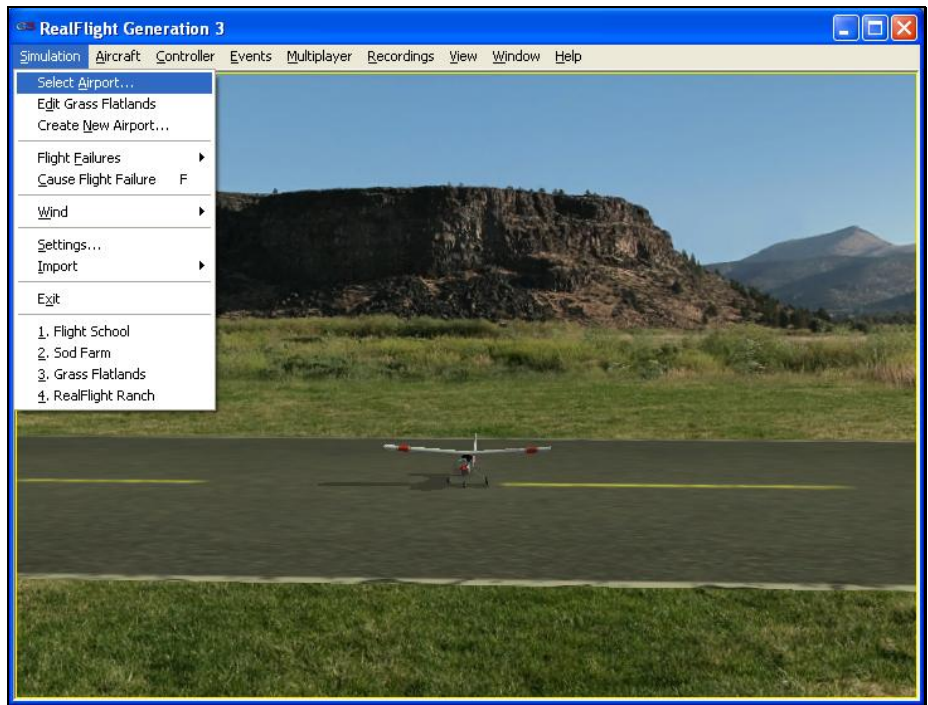 RealFlight Generation 3
Simulation Aircraft Controller Events Multiplayer Recordings View Window Help
Select Airport...
Edit Grass Flatlands
Create New Airport...
Flight Failures
Cause Flight Failure F
Wind
Settings...
Import
Exit
1. Flight School
2. Sod Farm
3. Grass Flatlands
4. RealFlight Ranch